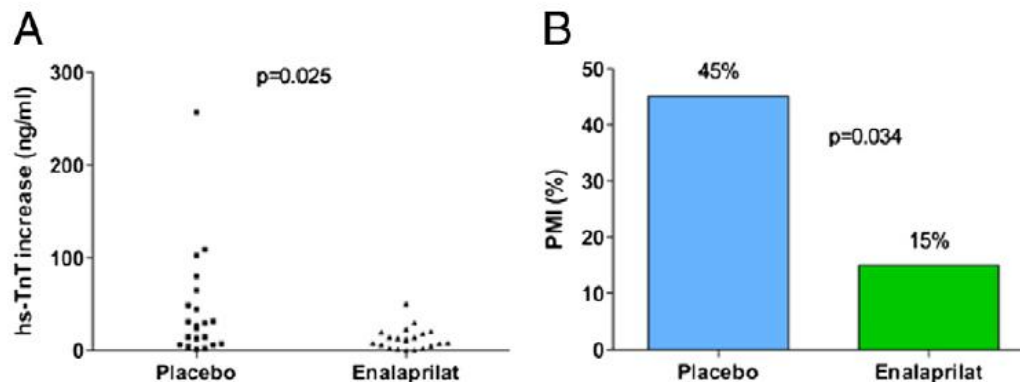 A
hs-TnT increase (ng/ml)
300
200
100
0
p=0.025
Placebo
Enalaprilat
B
PMI (%)
50
40
30
20
10
0
45%
p=0.034
15%
Placebo
Enalaprilat